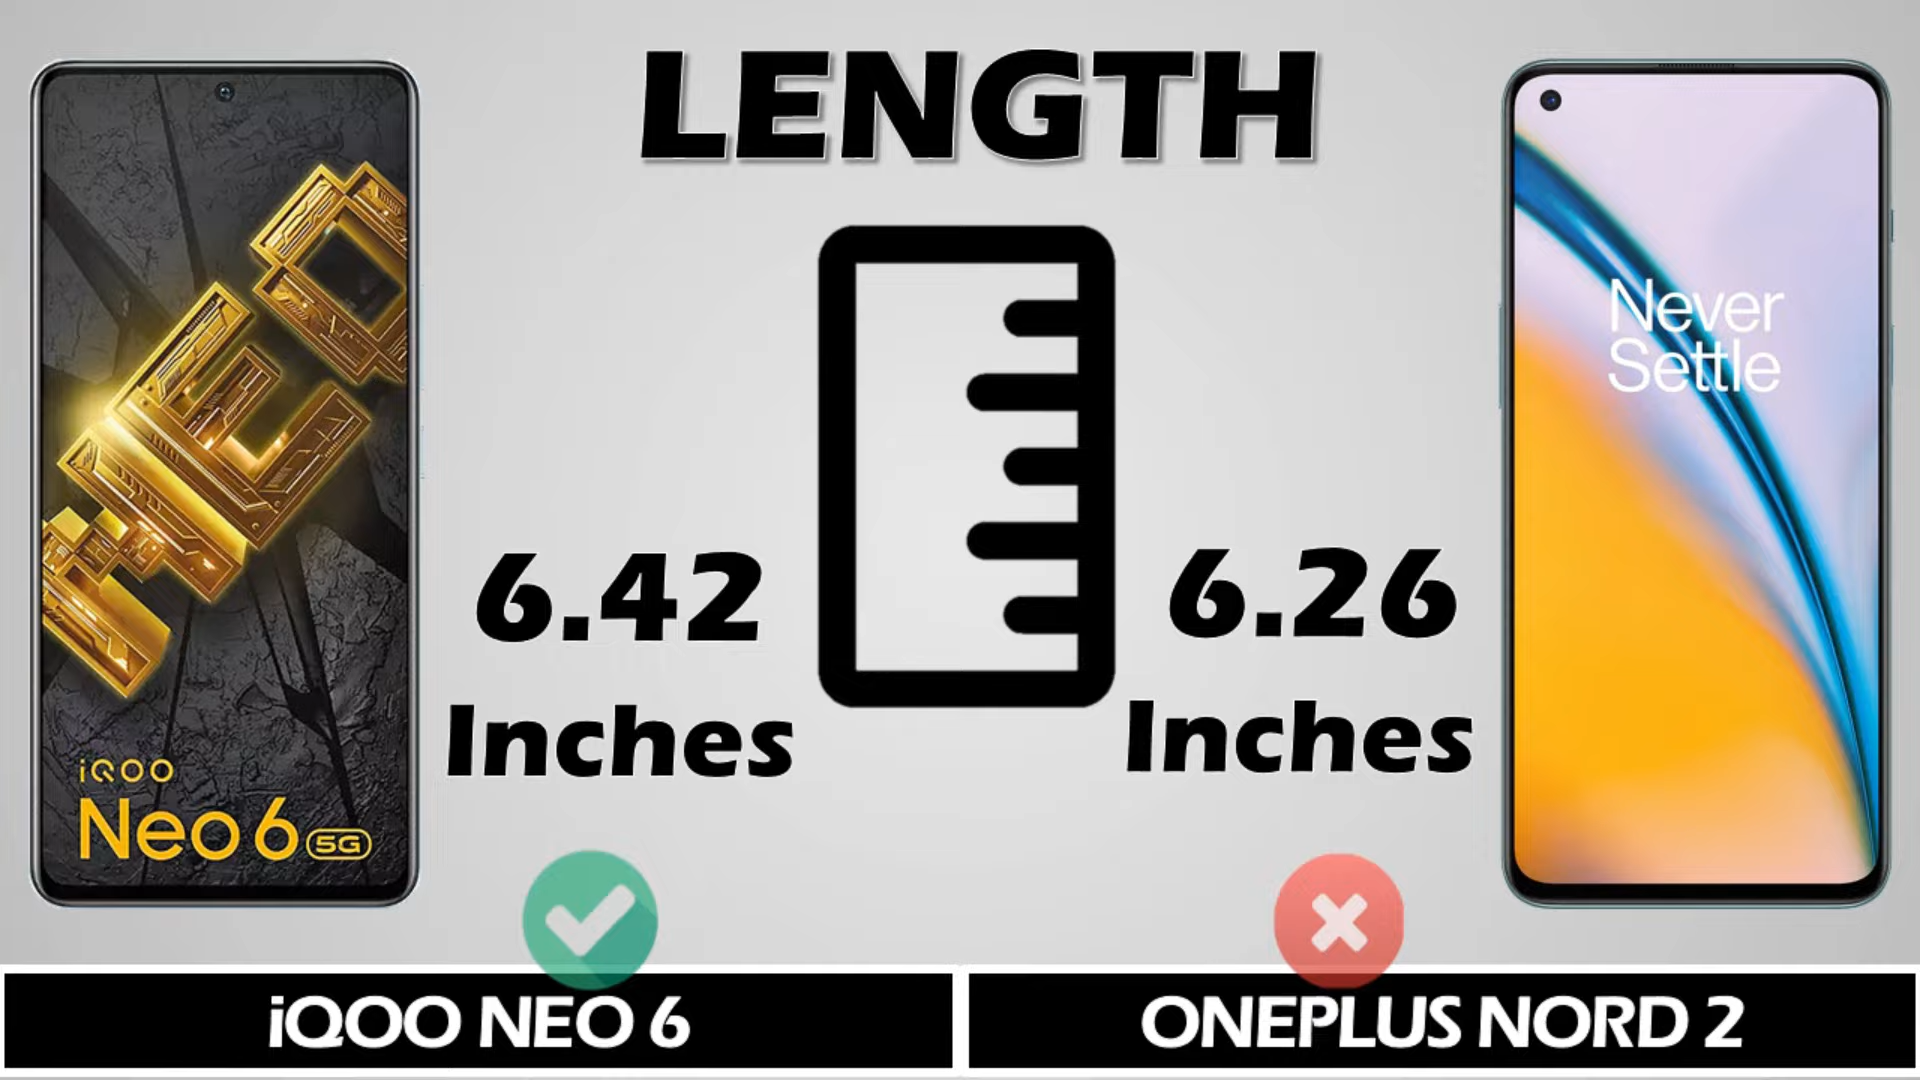 LENGTH
NEO
Never
Settle
6.42
Inches
6.26
Inches
iQOO
Neo 6 5G
iQOO NEO 6
ONEPLUS NORD 2